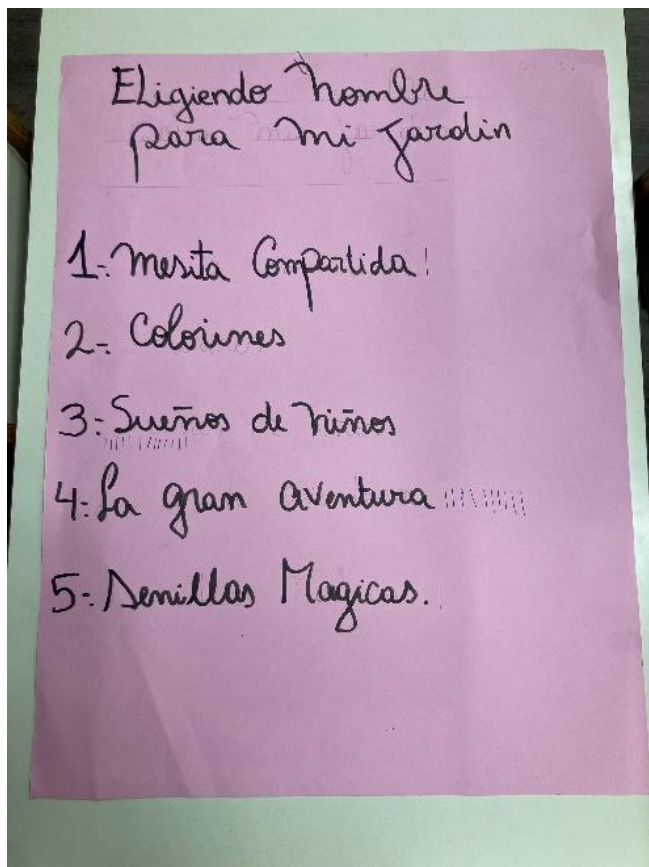 Eligiendo nombre
para mi Jardin
1-. Mesita Compartida!
2-. Colorines
3-. Sueños de niños
4-. La gran aventura
5-. Semillas Magicas.